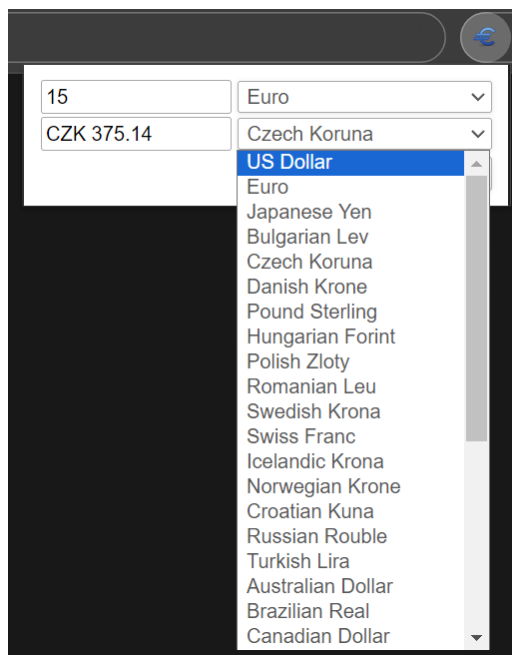 15 Euro
CZK 375.14 Czech Koruna
US Dollar
Euro
Japanese Yen
Bulgarian Lev
Czech Koruna
Danish Krone
Pound Sterling
Hungarian Forint
Polish Zloty
Romanian Leu
Swedish Krona
Swiss Franc
Icelandic Krona
Norwegian Krone
Croatian Kuna
Russian Rouble
Turkish Lira
Australian Dollar
Brazilian Real
Canadian Dollar